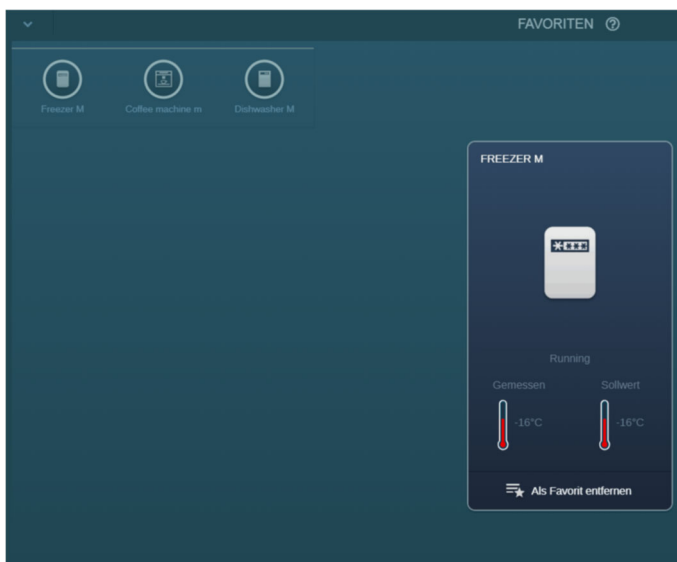 FAVORITEN
Freezer M
Coffee machine m
Dishwasher M
FREEZER M
Running
Gemessen
Sollwert
-16°C
-16°C
Als Favorit entfernen